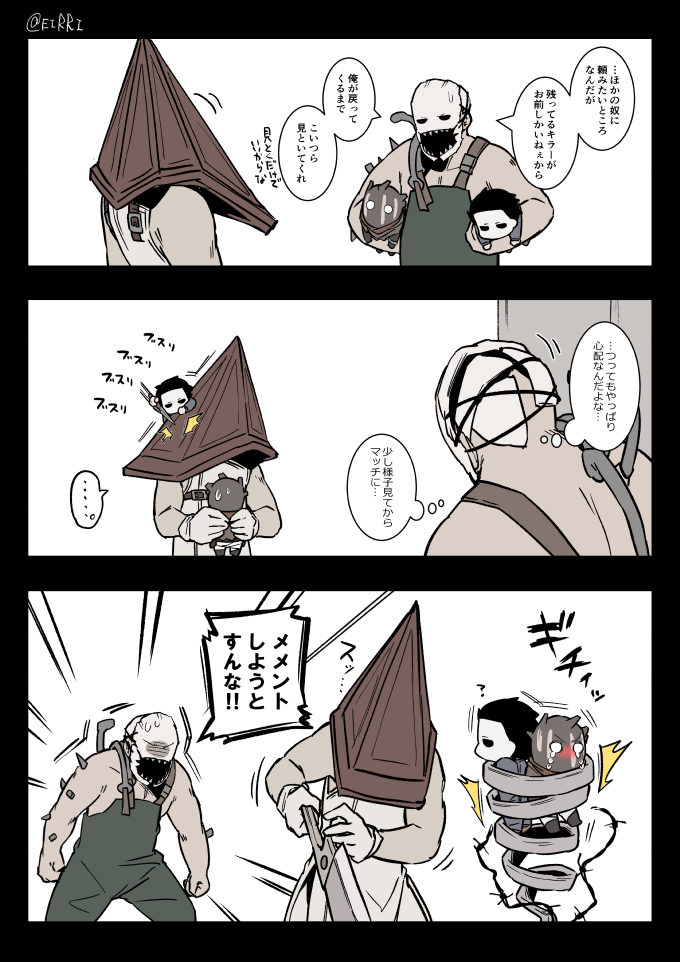 @EIRRI
…ほかの奴に
頼みたいところ
なんだが
残ってるキラーが
お前しかいねぇから
俺が戻って
くるまで
こいつら
見といてくれ
見とくだけで
いいからな
…つってもやっぱり
心配なんだよな…
少し様子見てから
マッチに…
ブスリ
ブスリ
ブスリ
ブスリ
・・・・。
ギチィッ
スッ…
メメント
しようと
すんな!!
?